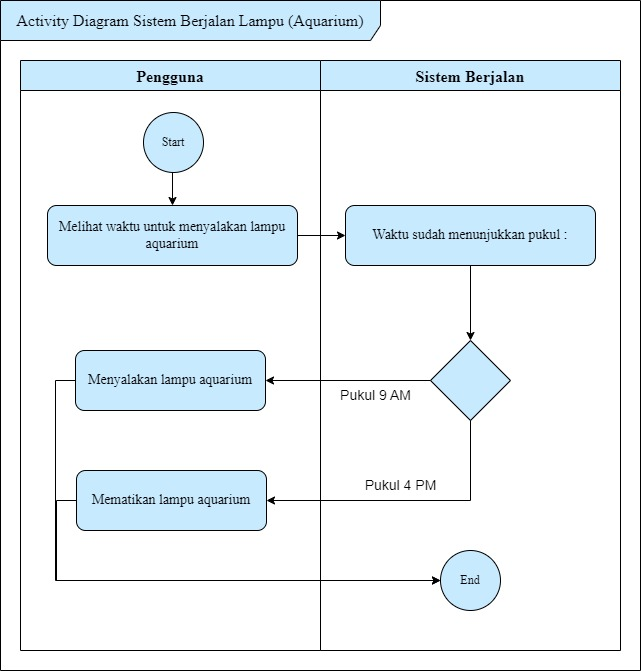 Activity Diagram Sistem Berjalan Lampu (Aquarium)
Pengguna
Sistem Berjalan
Start
Melihat waktu untuk menyalakan lampu
aquarium
Waktu sudah menunjukkan pukul :
Menyalakan lampu aquarium
Pukul 9 AM
Mematikan lampu aquarium
Pukul 4 PM
End